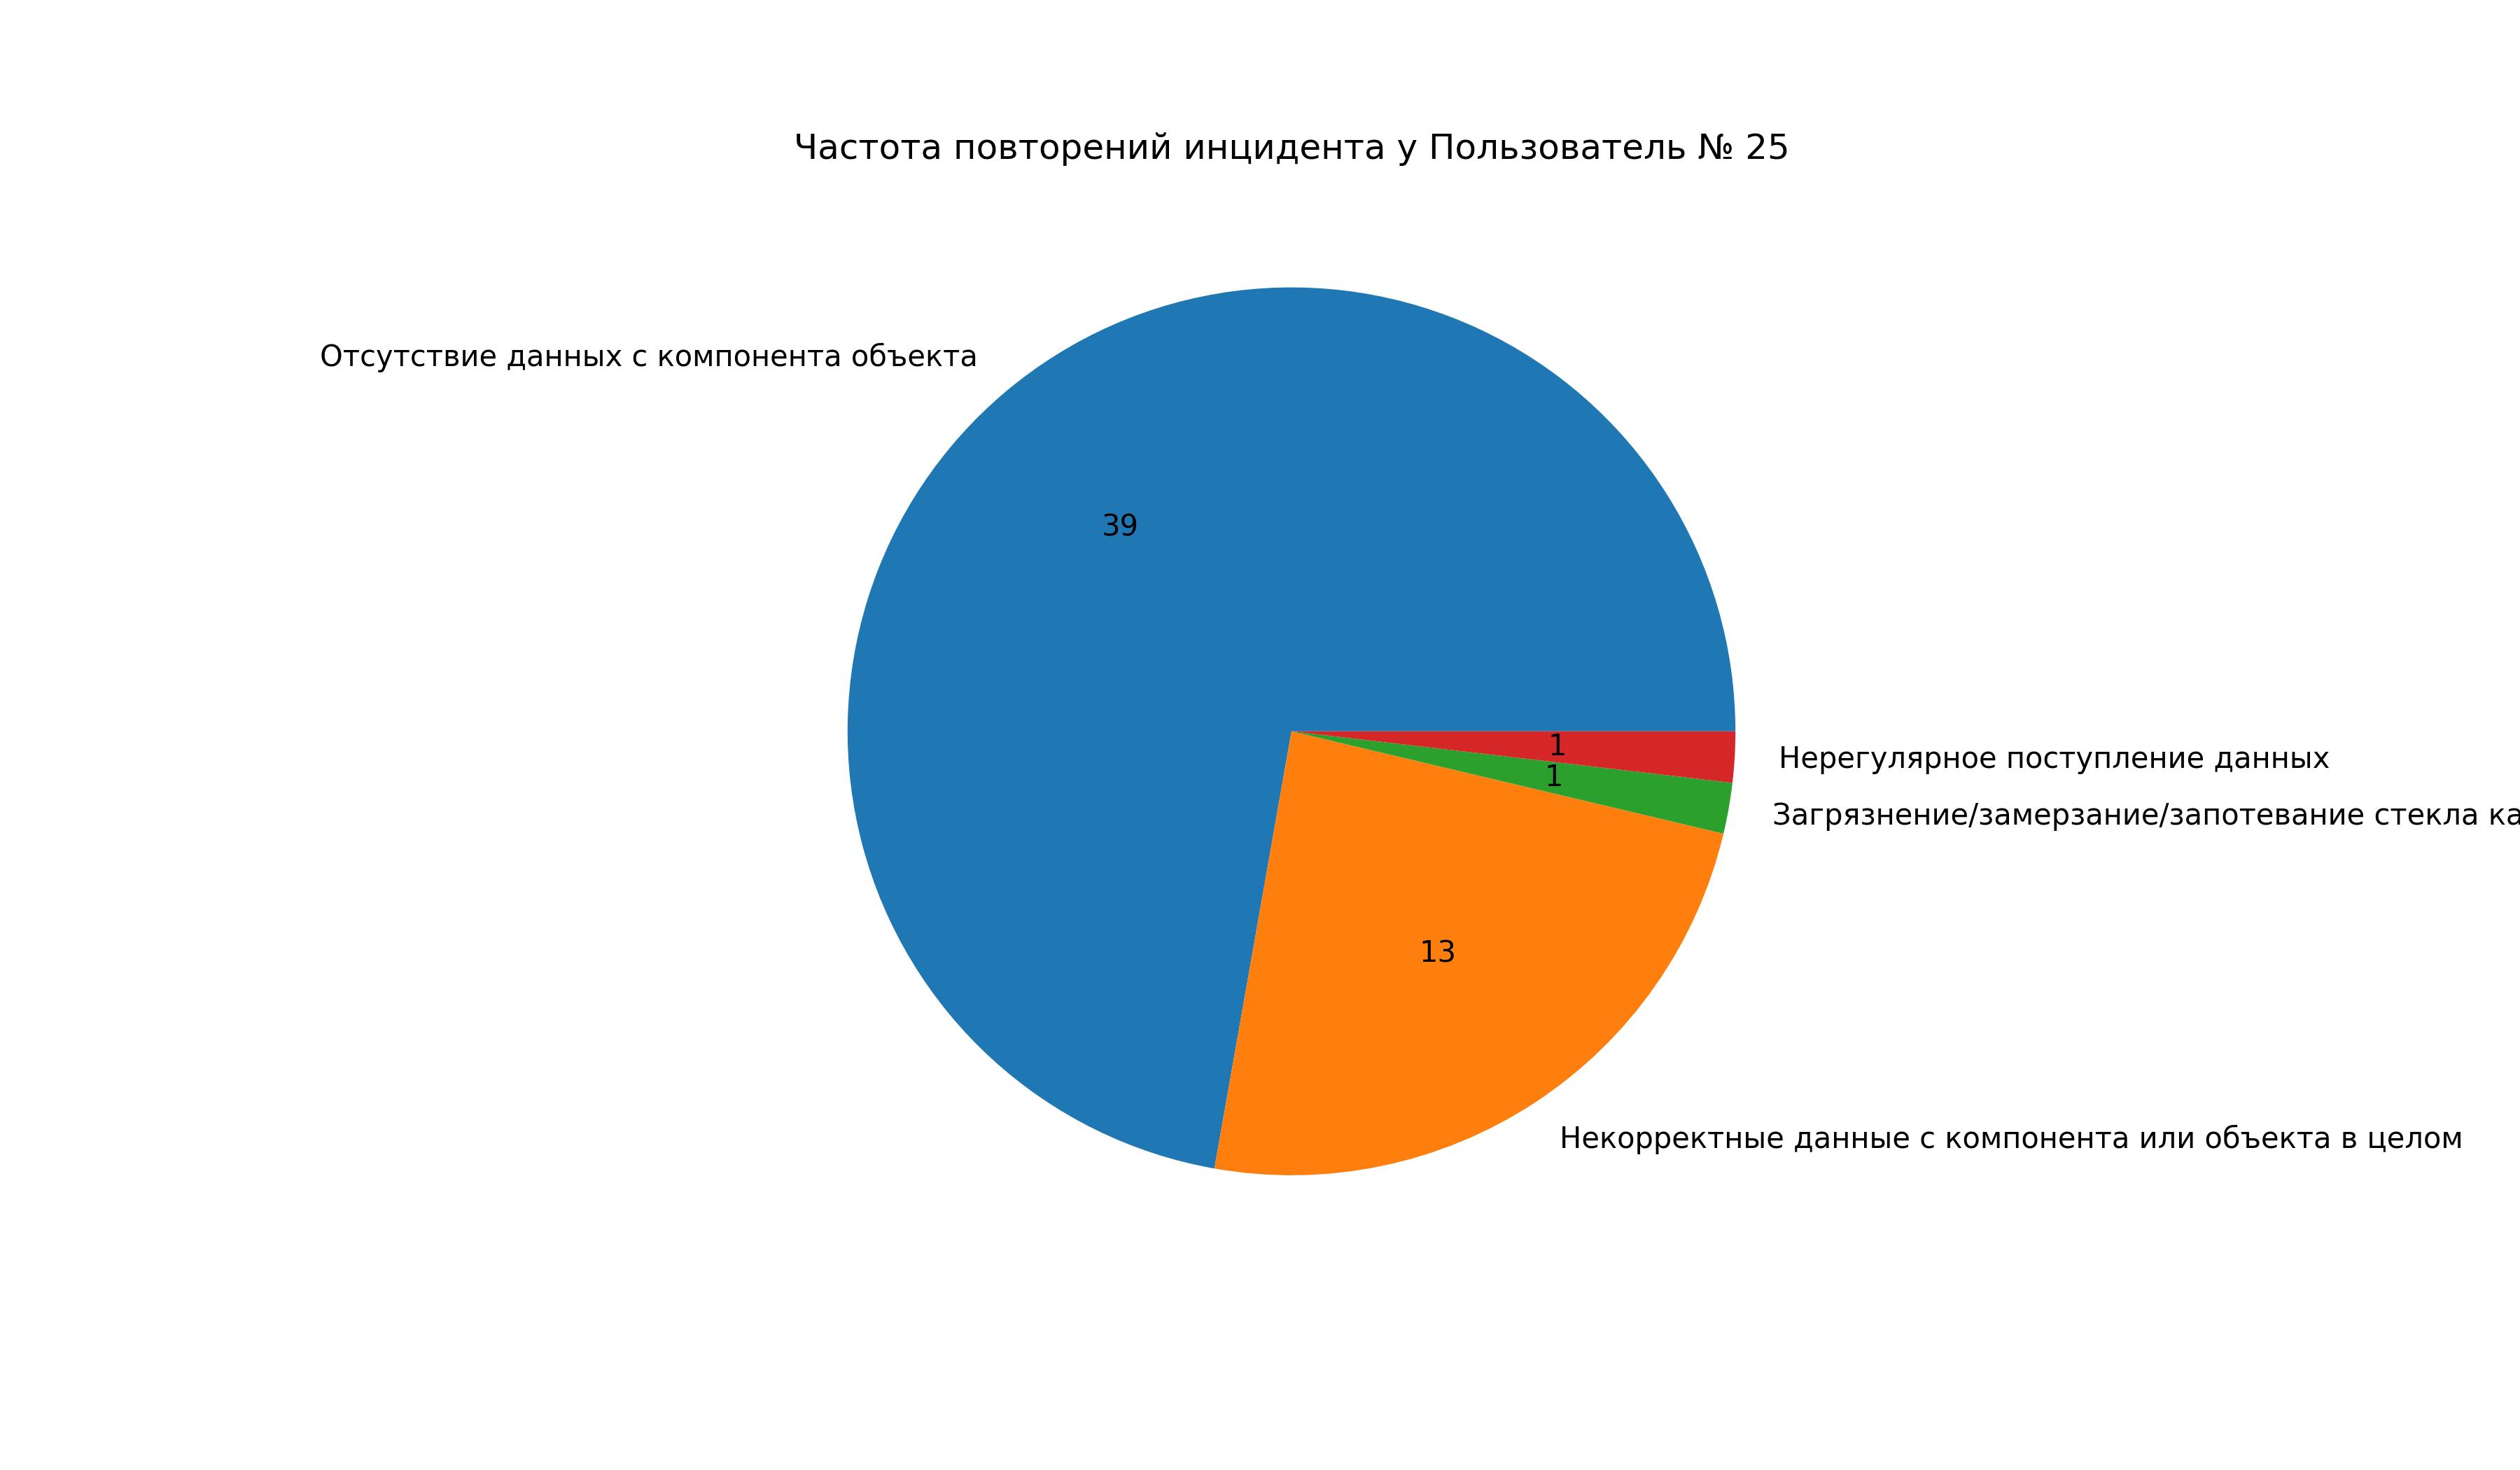 Частота повторений инцидента у Пользователь № 25
Отсутствие данных с компонента объекта
39
1
Нерегулярное поступление данных
1
Загрязнение/замерзание/запотевание стекла
13
Некорректные данные с компонента или объекта в целом